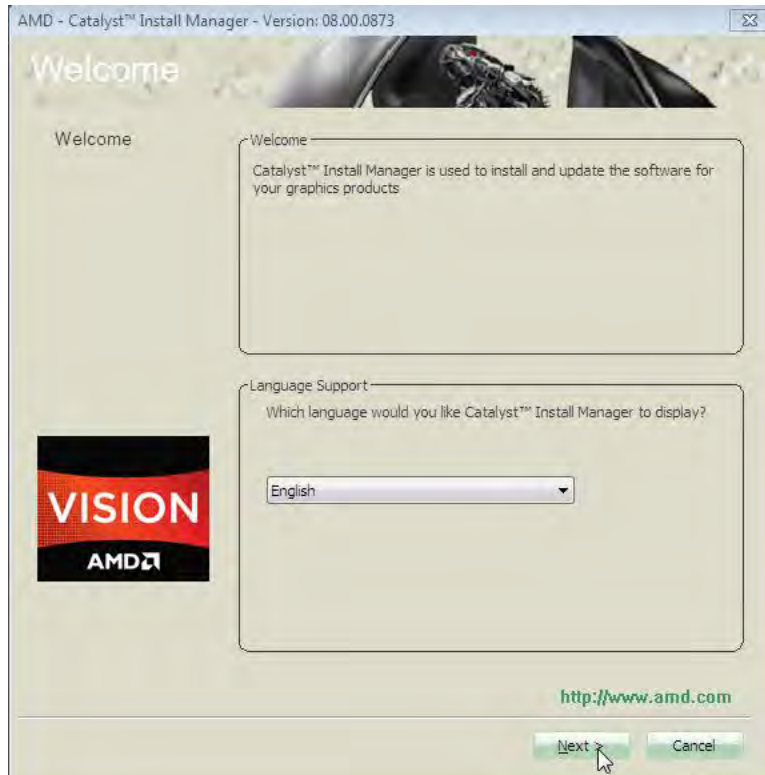 AMD - Catalyst™ Install Manager - Version: 08.00.0873
Welcome
Welcome
Welcome
Catalyst™ Install Manager is used to install and update the software for
your graphics products
Language Support
Which language would you like Catalyst™ Install Manager to display?
English
VISION
AMD
http://www.amd.com
Next >
Cancel